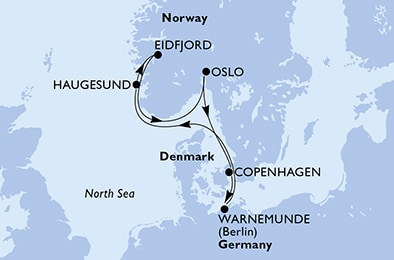 Norway
EIDFJORD
OSLO
HAUGESUND
Denmark
COPENHAGEN
North Sea
WARNEMUNDE
(Berlin)
Germany